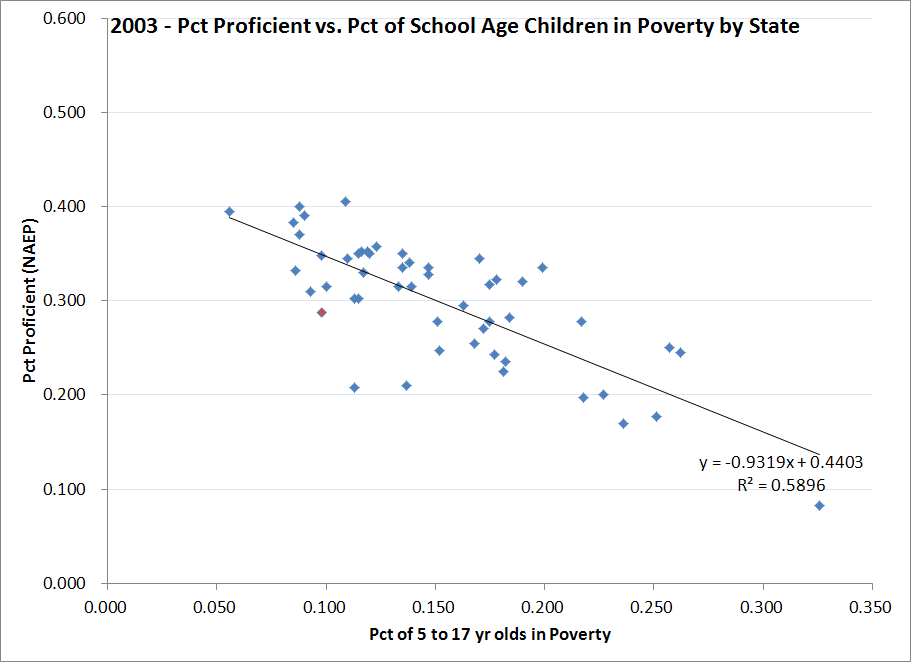 2003 - Pct Proficient vs. Pct of School Age Children in Poverty by State
0.600
0.500
0.400
0.300
0.200
0.100
0.000
Pct Proficient (NAEP)
y = -0.9319x + 0.4403
R² = 0.5896
0.000 0.050 0.100 0.150 0.200 0.250 0.300 0.350
Pct of 5 to 17 yr olds in Poverty